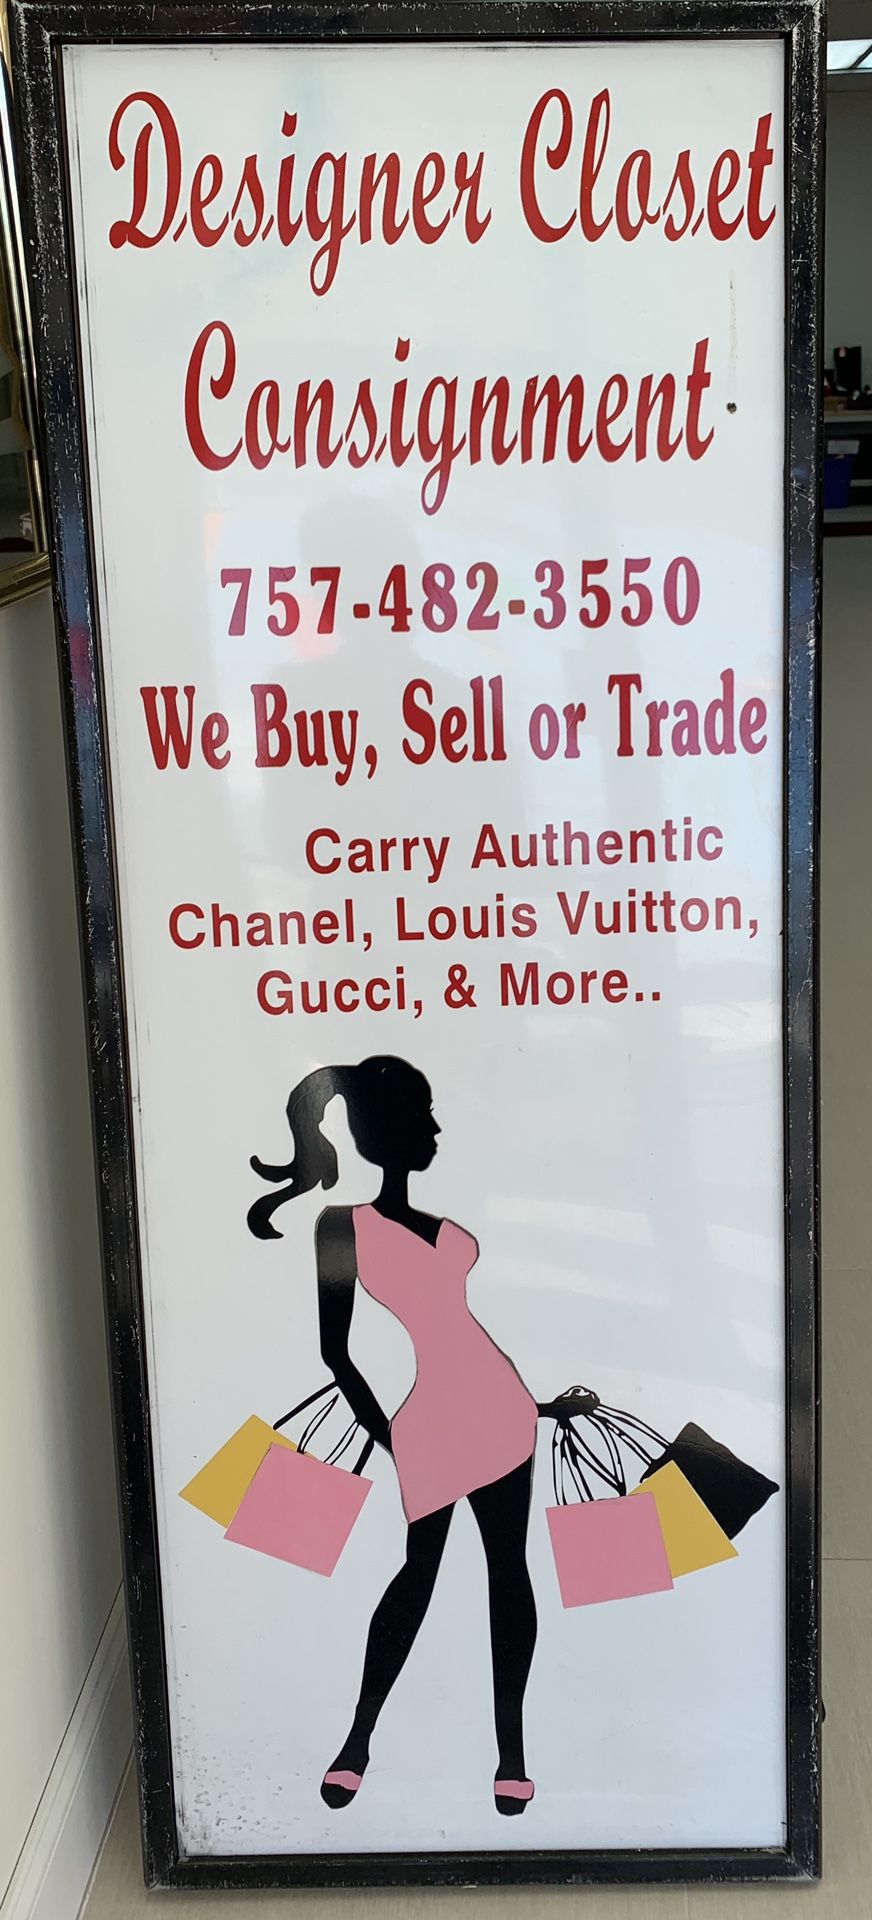 Designer Closet
Consignment
757-482-3550
We Buy, Sell or Trade
Carry Authentic
Chanel, Louis Vuitton,
Gucci, & More..